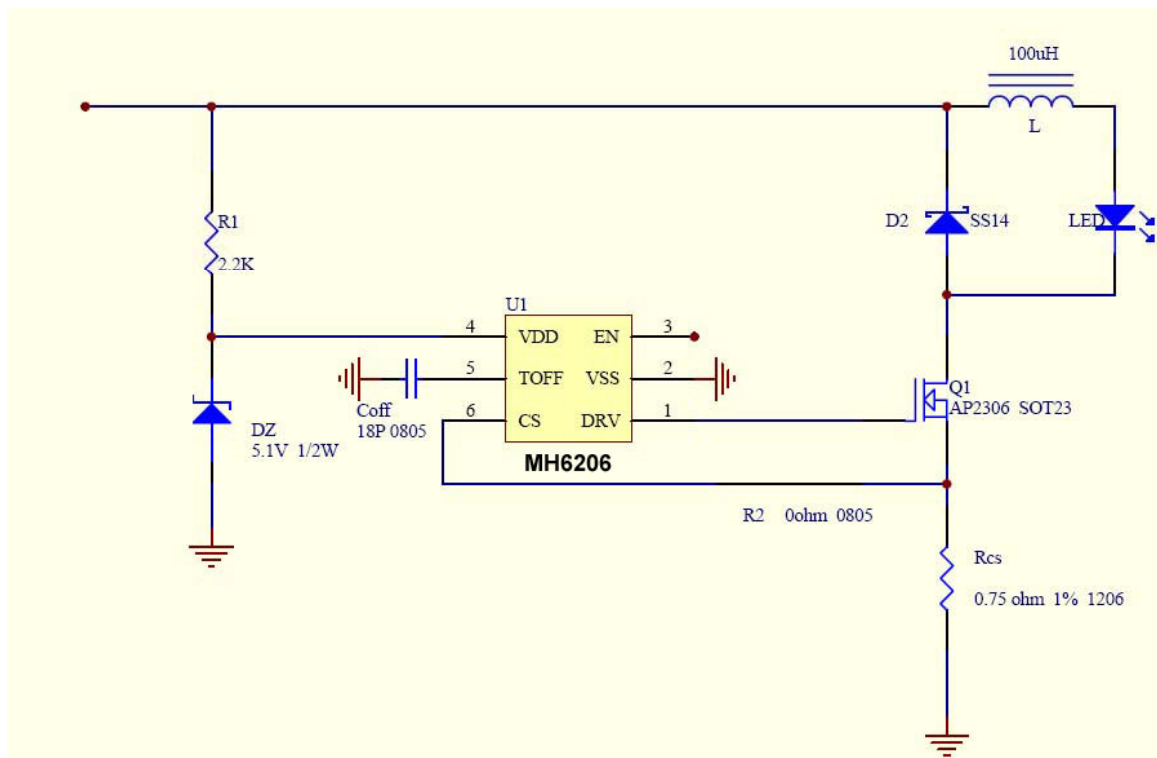 100uH
L
R1
2.2K
D2
SS14
LED
U1
4
VDD
EN
3
5
TOFF
VSS
2
6
CS
DRV
1
Coff
18P 0805
Q1
AP2306 SOT23
DZ
5.1V 1/2W
MH6206
R2 0ohm 0805
Rcs
0.75 ohm 1% 1206